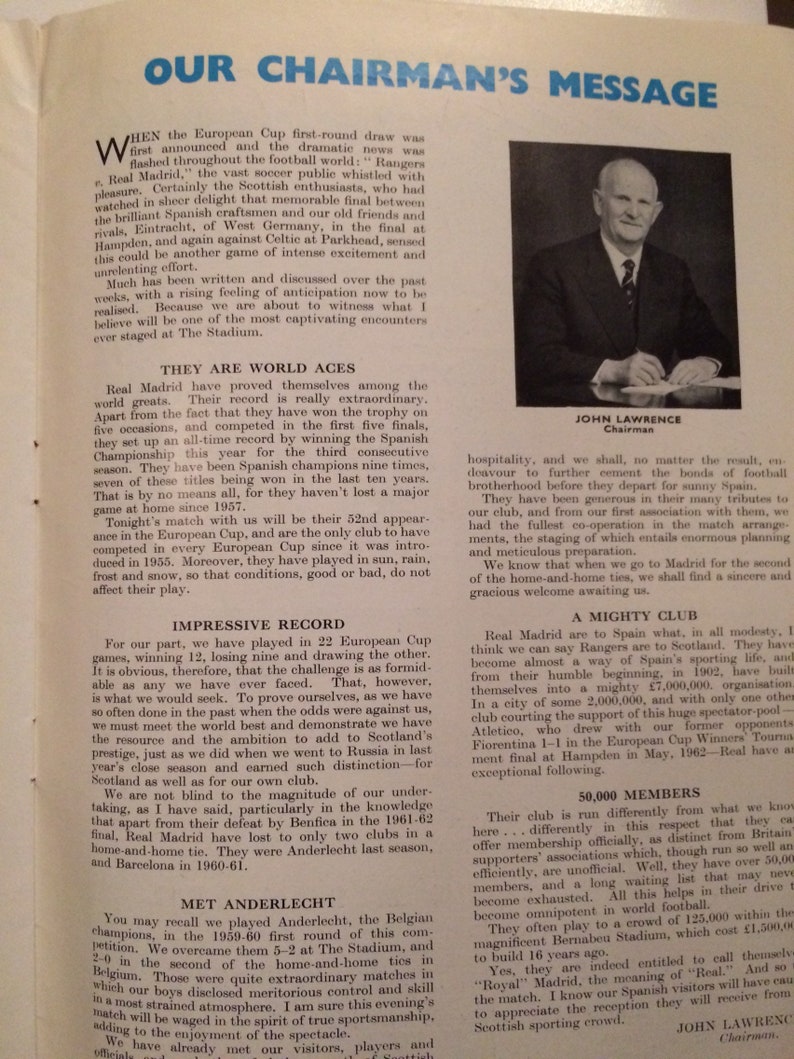 OUR CHAIRMAN'S MESSAGE
WHEN the European Cup first-round draw was
first announced and the dramatic news was
flashed throughout the football world: " Rangers
v. Real Madrid," the vast soccer public whistled with
pleasure. Certainly the Scottish enthusiasts, who had
watched in sheer delight that memorable final between
the brilliant Spanish craftsmen and our old friends and
rivals, Eintracht, of West Germany, in the final at
Hampden, and again against Celtic at Parkhead, sensed
this could be another game of intense excitement and
unrelenting effort.
Much has been written and discussed over the past
weeks, with a rising feeling of anticipation now to be
realised. Because we are about to witness what I
believe will be one of the most captivating encounters
ever staged at The Stadium.
THEY ARE WORLD ACES
Real Madrid have proved themselves among the
world greats. Their record is really extraordinary.
Apart from the fact that they have won the trophy on
five occasions, and competed in the first five finals,
they set up an all-time record by winning the Spanish
Championship this year for the third consecutive
season. They have been Spanish champions nine times,
seven of these titles being won in the last ten years.
That is by no means all, for they haven't lost a major
game at home since 1957.
Tonight's match with us will be their 52nd appear-
ance in the European Cup, and are the only club to have
competed in every European Cup since it was intro-
duced in 1955. Moreover, they have played in sun, rain,
frost and snow, so that conditions, good or bad, do not
affect their play.
IMPRESSIVE RECORD
For our part, we have played in 22 European Cup
games, winning 12, losing nine and drawing the other.
It is obvious, therefore, that the challenge is as formid-
able as any we have ever faced. That, however,
is what we would seek. To prove ourselves, as we have
so often done in the past when the odds were against us,
we must meet the world best and demonstrate we have
the resource and the ambition to add to Scotland's
prestige, just as we did when we went to Russia in last
year's close season and earned such distinction—for
Scotland as well as for our own club.
We are not blind to the magnitude of our under-
taking, as I have said, particularly in the knowledge
that apart from their defeat by Benfica in the 1961-62
final, Real Madrid have lost to only two clubs in a
home-and-home tie. They were Anderlecht last season,
and Barcelona in 1960-61.
MET ANDERLECHT
You may recall we played Anderlecht, the Belgian
champions, in the 1959-60 first round of this com-
petition. We overcame them 5-2 at The Stadium, and
2-0 in the second of the home-and-home ties in
Belgium. Those were quite extraordinary matches in
which our boys disclosed meritorious control and skill
in a most strained atmosphere. I am sure this evening's
match will be waged in the spirit of true sportsmanship,
adding to the enjoyment of the spectacle.
We have already met our visitors, players and
officials
JOHN LAWRENCE
Chairman
hospitality, and we shall, no matter the result, en-
deavour to further cement the bonds of football
brotherhood before they depart for sunny Spain.
They have been generous in their many tributes to
our club, and from our first association with them, we
had the fullest co-operation in the match arrange-
ments, the staging of which entails enormous planning
and meticulous preparation.
We know that when we go to Madrid for the second
of the home-and-home ties, we shall find a sincere and
gracious welcome awaiting us.
A MIGHTY CLUB
Real Madrid are to Spain what, in all modesty, I
think we can say Rangers are to Scotland. They have
become almost a way of Spain's sporting life, and
from their humble beginning, in 1902, have built
themselves into a mighty £7,000,000. organisation.
In a city of some 2,000,000, and with only one other
club courting the support of this huge spectator-pool—
Atletico, who drew with our former opponents
Fiorentina 1-1 in the European Cup Winners' Tourna-
ment final at Hampden in May, 1962—Real have an
exceptional following.
50,000 MEMBERS
Their club is run differently from what we know
here . . . differently in this respect that they ca
offer membership officially, as distinct from Britain'
supporters' associations which, though run so well an
efficiently, are unofficial. Well, they have over 50,00
members, and a long waiting list that may neve
become exhausted. All this helps in their drive t
become omnipotent in world football.
They often play to a crowd of 125,000 within the
magnificent Bernabeu Stadium, which cost £1,500,00
to build 16 years ago.
Yes, they are indeed entitled to call themselve
"Royal" Madrid, the meaning of "Real." And so
the match. I know our Spanish visitors will have cau
to appreciate the reception they will receive from
Scottish sporting crowd.
JOHN LAWRENC
Chairman.